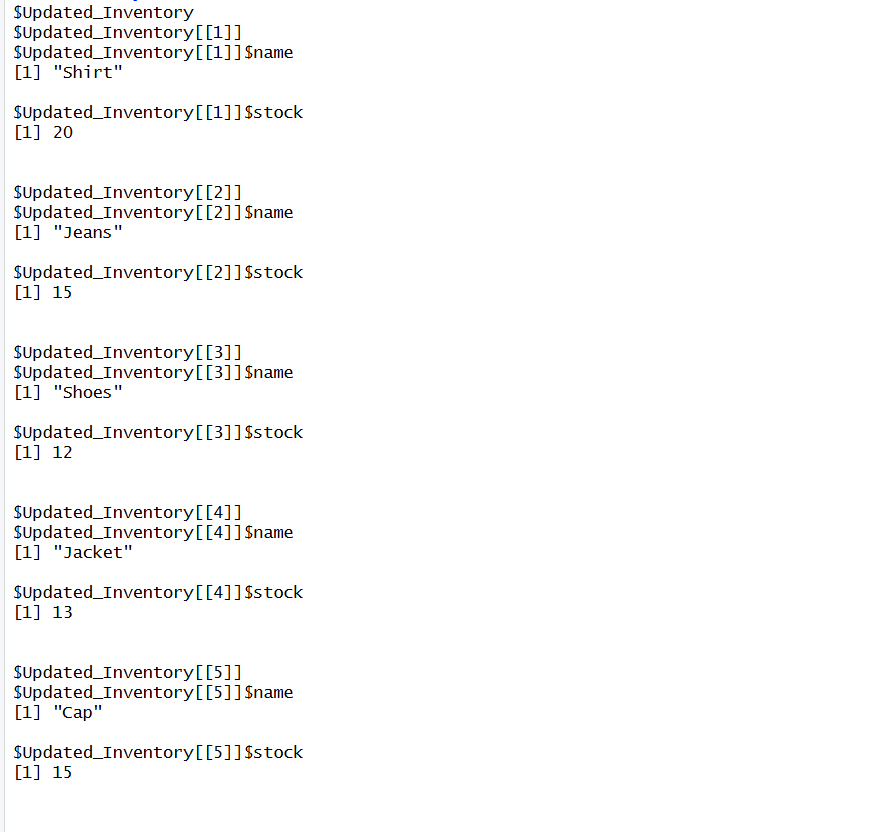 $Updated_Inventory
$Updated_Inventory[[1]]
$Updated_Inventory[[1]]$name
[1] "Shirt"
$Updated_Inventory[[1]]$stock
[1] 20
$Updated_Inventory[[2]]
$Updated_Inventory[[2]]$name
[1] "Jeans"
$Updated_Inventory[[2]]$stock
[1] 15
$Updated_Inventory[[3]]
$Updated_Inventory[[3]]$name
[1] "Shoes"
$Updated_Inventory[[3]]$stock
[1] 12
$Updated_Inventory[[4]]
$Updated_Inventory[[4]]$name
[1] "Jacket"
$Updated_Inventory[[4]]$stock
[1] 13
$Updated_Inventory[[5]]
$Updated_Inventory[[5]]$name
[1] "Cap"
$Updated_Inventory[[5]]$stock
[1] 15